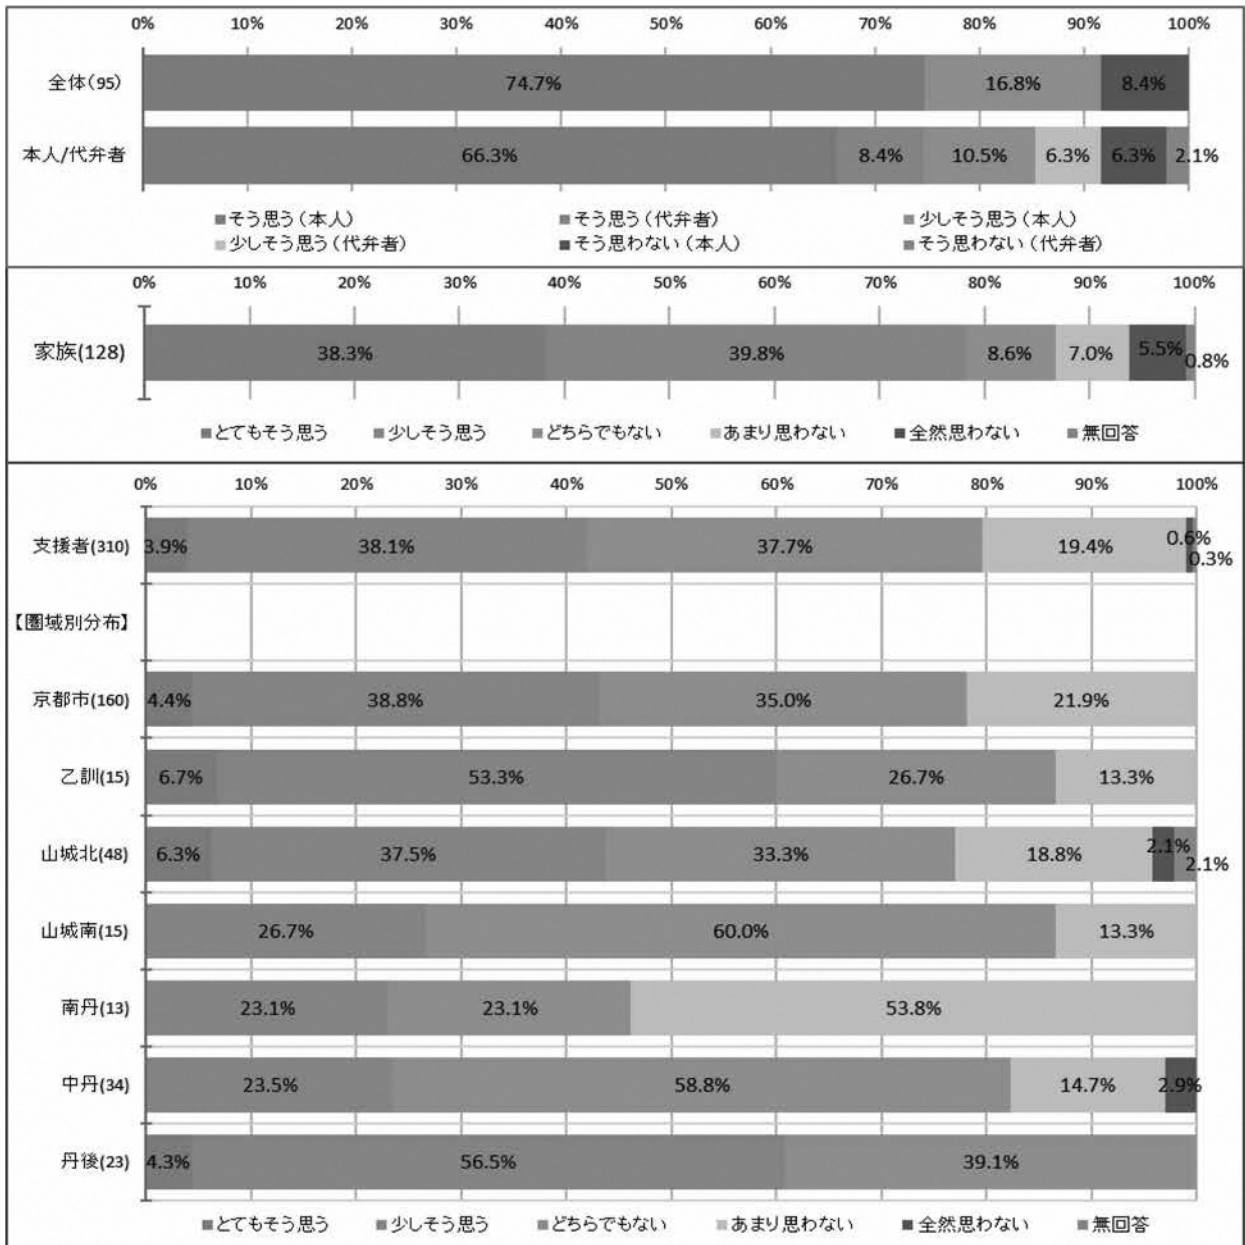 0% 10% 20% 30% 40% 50% 60% 70% 80% 90% 100%
全体(95) 74.7% 16.8% 8.4%
本人/代弁者 66.3% 8.4% 10.5% 6.3% 6.3% 2.1%
■そう思う(本人) ■そう思う(代弁者) ■少しそう思う(本人)
■少しそう思う(代弁者) ■そう思わない(本人) ■そう思わない(代弁者)
0% 10% 20% 30% 40% 50% 60% 70% 80% 90% 100%
家族(128) 38.3% 39.8% 8.6% 7.0% 5.5% 0.8%
■とてもそう思う ■少しそう思う ■どちらでもない ■あまり思わない ■全然思わない ■無回答
0% 10% 20% 30% 40% 50% 60% 70% 80% 90% 100%
支援者(310) 3.9% 38.1% 37.7% 19.4% 0.6% 0.3%
【圏域別分布】
京都市(160) 4.4% 38.8% 35.0% 21.9%
乙訓(15) 6.7% 53.3% 26.7% 13.3%
山城北(48) 6.3% 37.5% 33.3% 18.8% 2.1% 2.1%
山城南(15) 26.7% 60.0% 13.3%
南丹(13) 23.1% 23.1% 53.8%
中丹(34) 23.5% 58.8% 14.7% 2.9%
丹後(23) 4.3% 56.5% 39.1%
■とてもそう思う ■少しそう思う ■どちらでもない ■あまり思わない ■全然思わない ■無回答